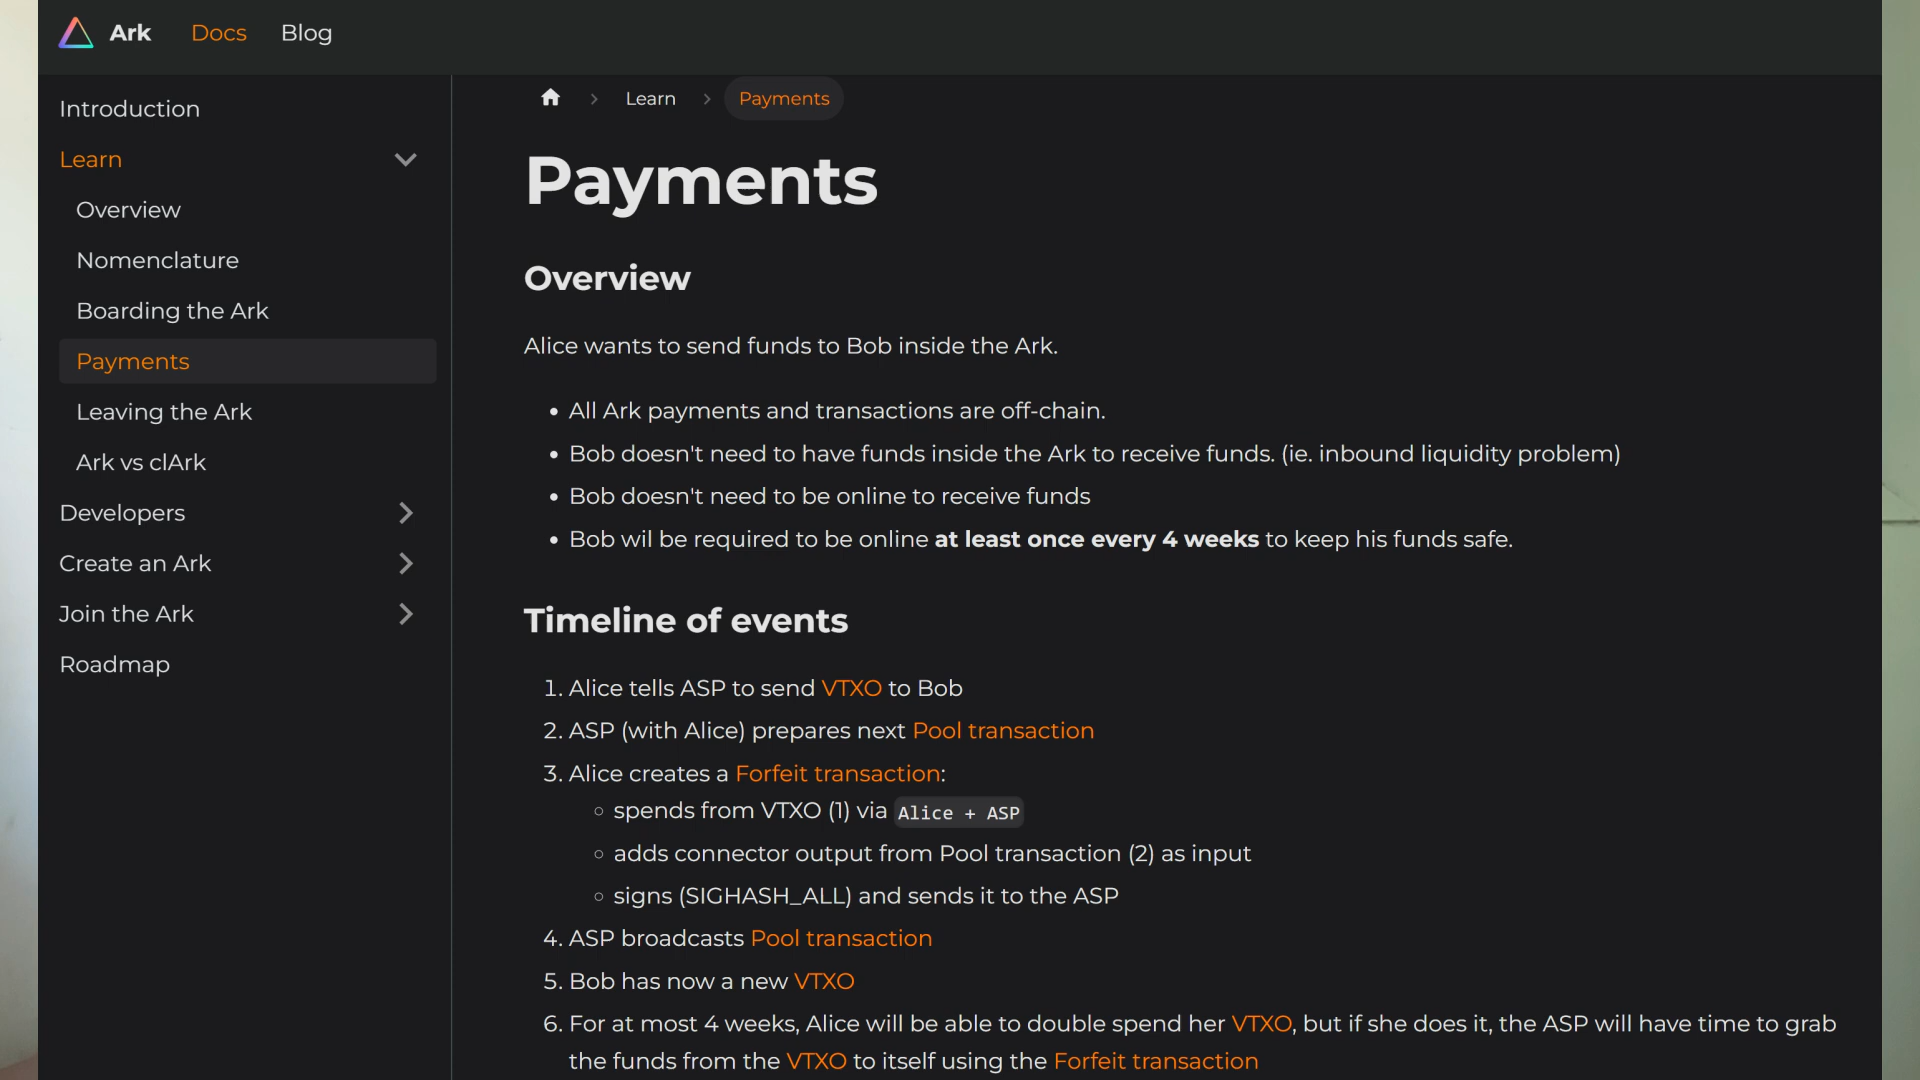 Ark Docs Blog
Introduction
Learn
Overview
Nomenclature
Boarding the Ark
Payments
Leaving the Ark
Ark vs clArk
Developers
Create an Ark
Join the Ark
Roadmap
Learn Payments
Payments
Overview
Alice wants to send funds to Bob inside the Ark.
• All Ark payments and transactions are off-chain.
• Bob doesn't need to have funds inside the Ark to receive funds. (ie. inbound liquidity problem)
• Bob doesn't need to be online to receive funds
• Bob wil be required to be online at least once every 4 weeks to keep his funds safe.
Timeline of events
1. Alice tells ASP to send VTXO to Bob
2. ASP (with Alice) prepares next Pool transaction
3. Alice creates a Forfeit transaction:
◦ spends from VTXO (1) via Alice + ASP
◦ adds connector output from Pool transaction (2) as input
◦ signs (SIGHASH_ALL) and sends it to the ASP
4. ASP broadcasts Pool transaction
5. Bob has now a new VTXO
6. For at most 4 weeks, Alice will be able to double spend her VTXO, but if she does it, the ASP will have time to grab
the funds from the VTXO to itself using the Forfeit transaction